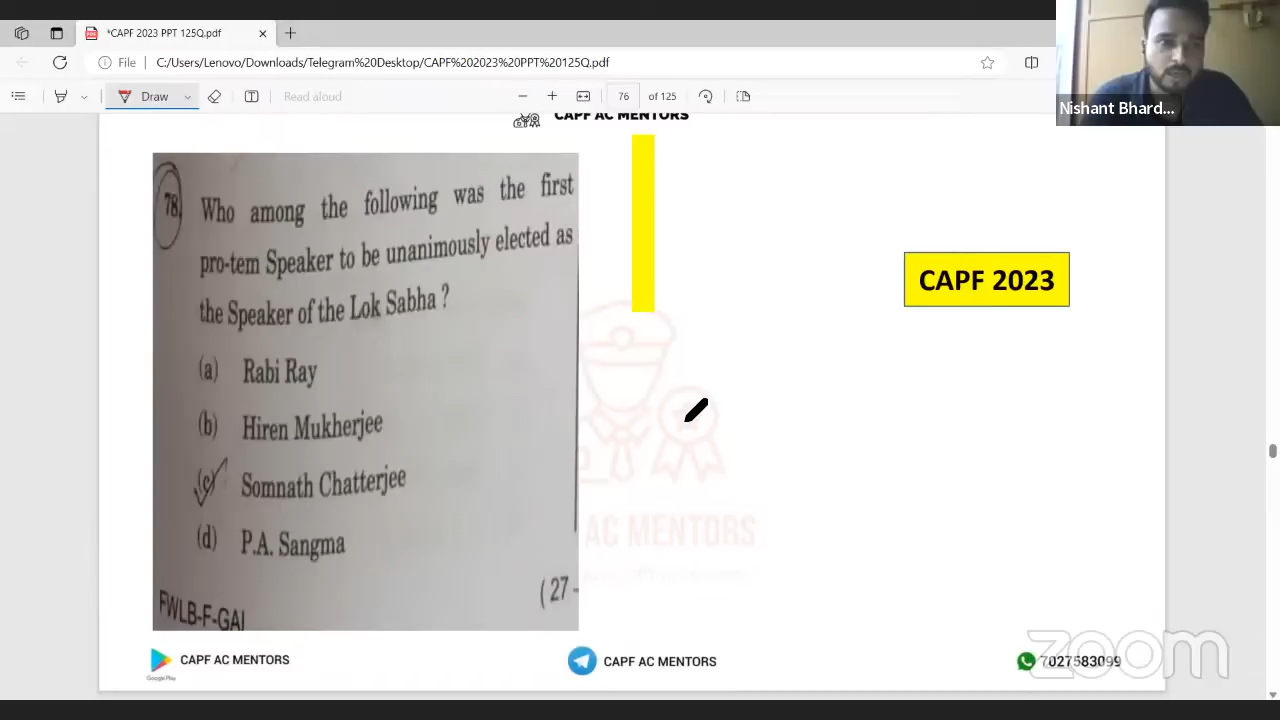 *CAPF 2023 PPT 125Q.pdf
File
C:/Users/Lenovo/Downloads/Telegram%20Desktop/CAPF%202023%20PPT%20125Q.pdf
Draw
Read aloud
76 of 125
Nishant Bhard...
CAPF AC MENTORS
78. Who among the following was the first
pro-tem Speaker to be unanimously elected as
the Speaker of the Lok Sabha ?
(a) Rabi Ray
(b) Hiren Mukherjee
(c) Somnath Chatterjee
(d) P.A. Sangma
(27 -
FWLB-F-GAI
CAPF 2023
AC MENTORS
CAPF AC MENTORS
Google Play
CAPF AC MENTORS
7027583099
zoom